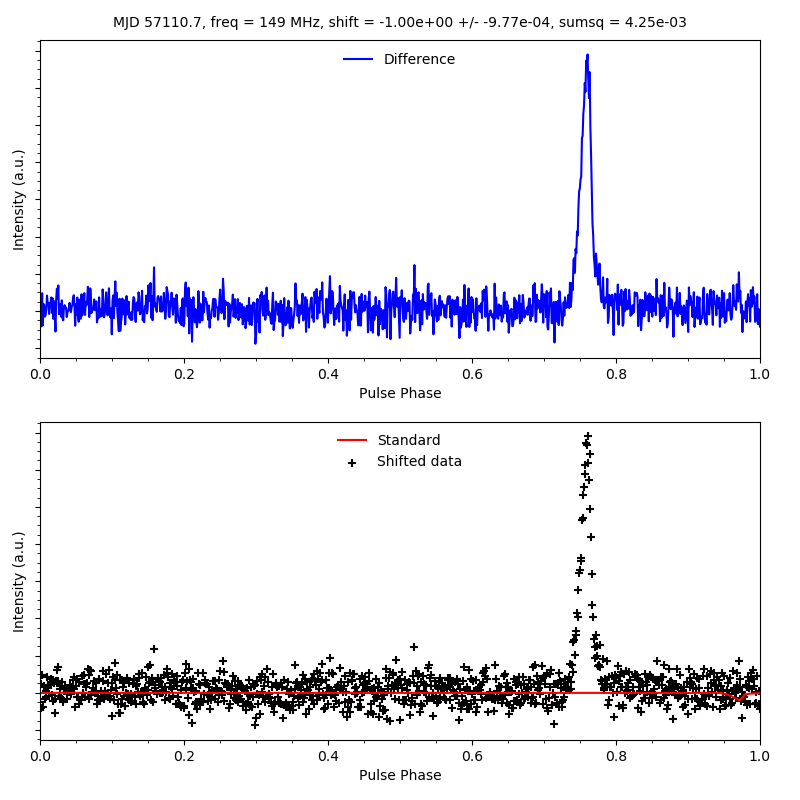 MJD 57110.7, freq = 149 MHz, shift = -1.00e+00 +/- -9.77e-04, sumsq = 4.25e-03
Difference
Intensity (a.u.)
0.0 0.2 0.4 0.6 0.8 1.0
Pulse Phase
Standard
Shifted data
Intensity (a.u.)
0.0 0.2 0.4 0.6 0.8 1.0
Pulse Phase